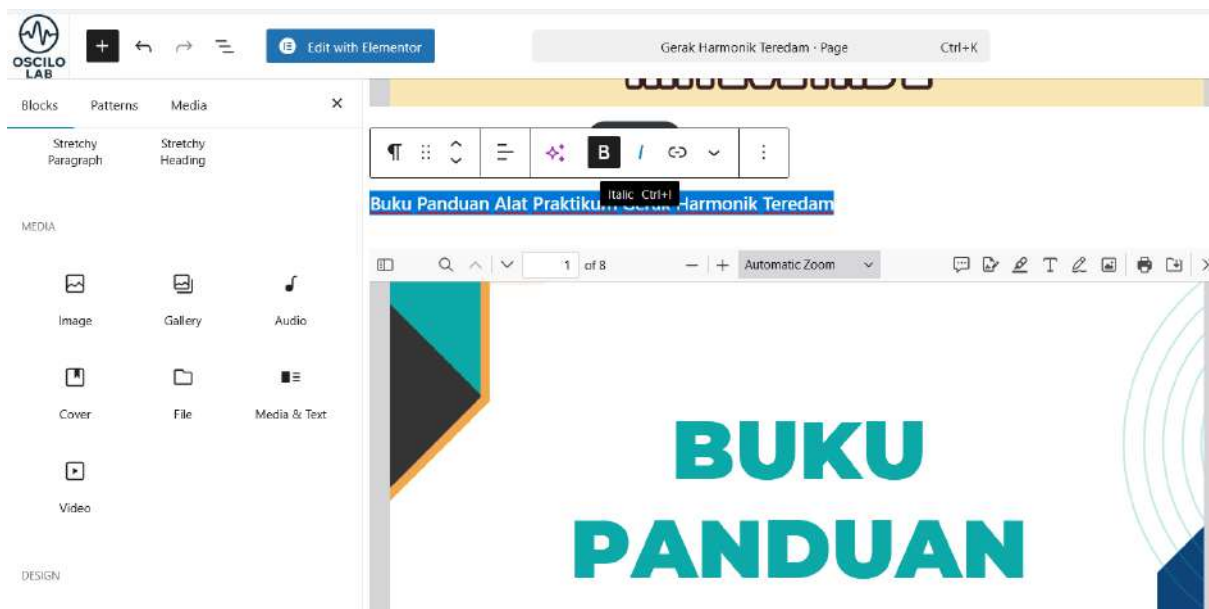 OSCILO
LAB
Edit with Elementor
Gerak Harmonik Teredam · Page
Ctrl+K
Blocks
Patterns
Media
Stretchy
Paragraph
Stretchy
Heading
B
I
Italic Ctrl+I
Buku Panduan Alat Praktikum Gerak Harmonik Teredam
MEDIA
Image
Gallery
Audio
Cover
File
Media & Text
Video
DESIGN
1 of 8
Automatic Zoom
BUKU
PANDUAN